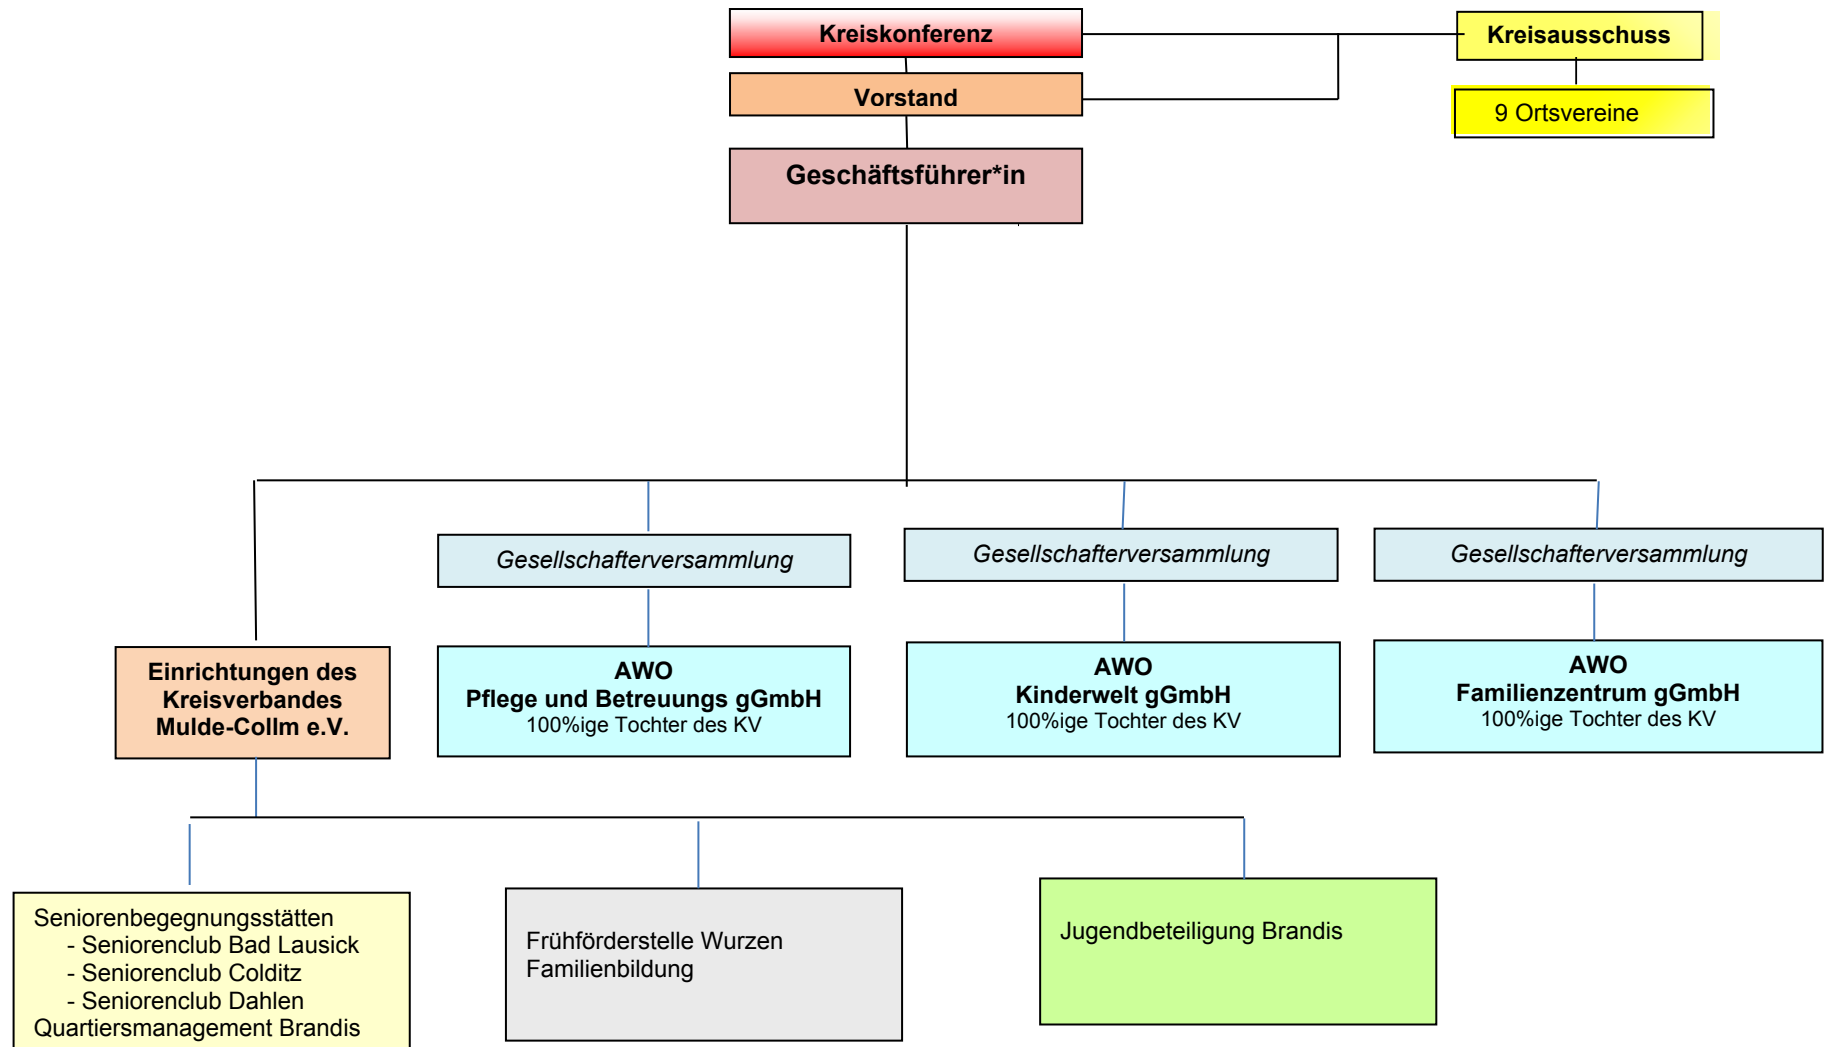 Kreiskonferenz
Kreisausschuss
Vorstand
9 Ortsvereine
Geschäftsführer*in
Gesellschafterversammlung
Gesellschafterversammlung
Gesellschafterversammlung
Einrichtungen des
Kreisverbandes
Mulde-Collm e.V.
AWO
Pflege und Betreuungs gGmbH
100%ige Tochter des KV
AWO
Kinderwelt gGmbH
100%ige Tochter des KV
AWO
Familienzentrum gGmbH
100%ige Tochter des KV
Seniorenbegegnungsstätten
- Seniorenclub Bad Lausick
- Seniorenclub Colditz
- Seniorenclub Dahlen
Quartiersmanagement Brandis
Frühförderstelle Wurzen
Familienbildung
Jugendbeteiligung Brandis